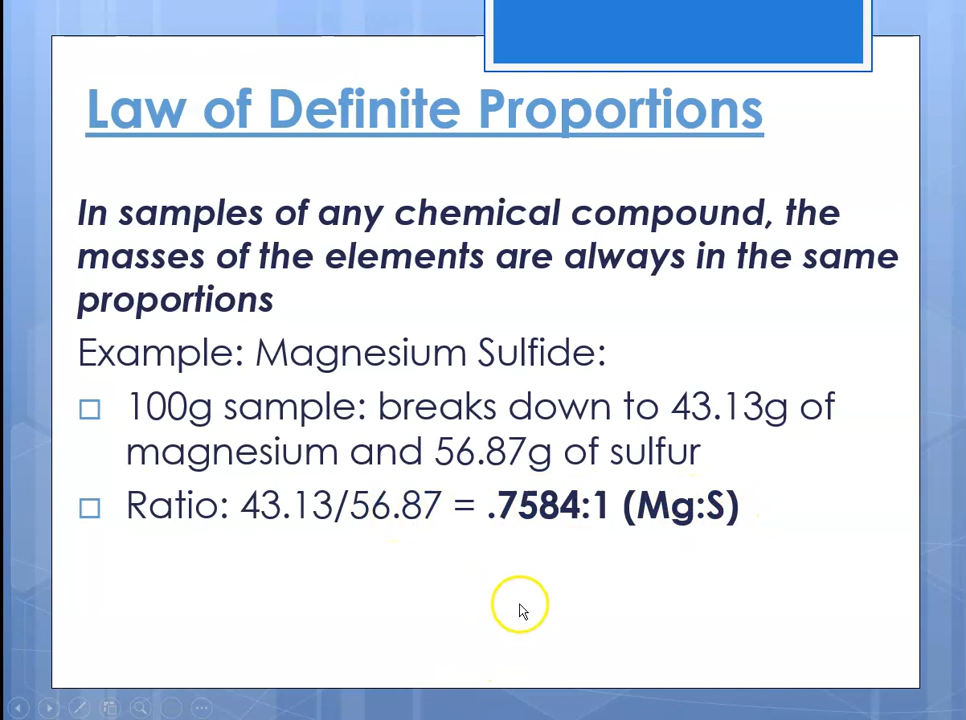 Law of Definite Proportions
In samples of any chemical compound, the
masses of the elements are always in the same
proportions
Example: Magnesium Sulfide:
100g sample: breaks down to 43.13g of
magnesium and 56.87g of sulfur
Ratio: 43.13/56.87 = .7584:1 (Mg:S)